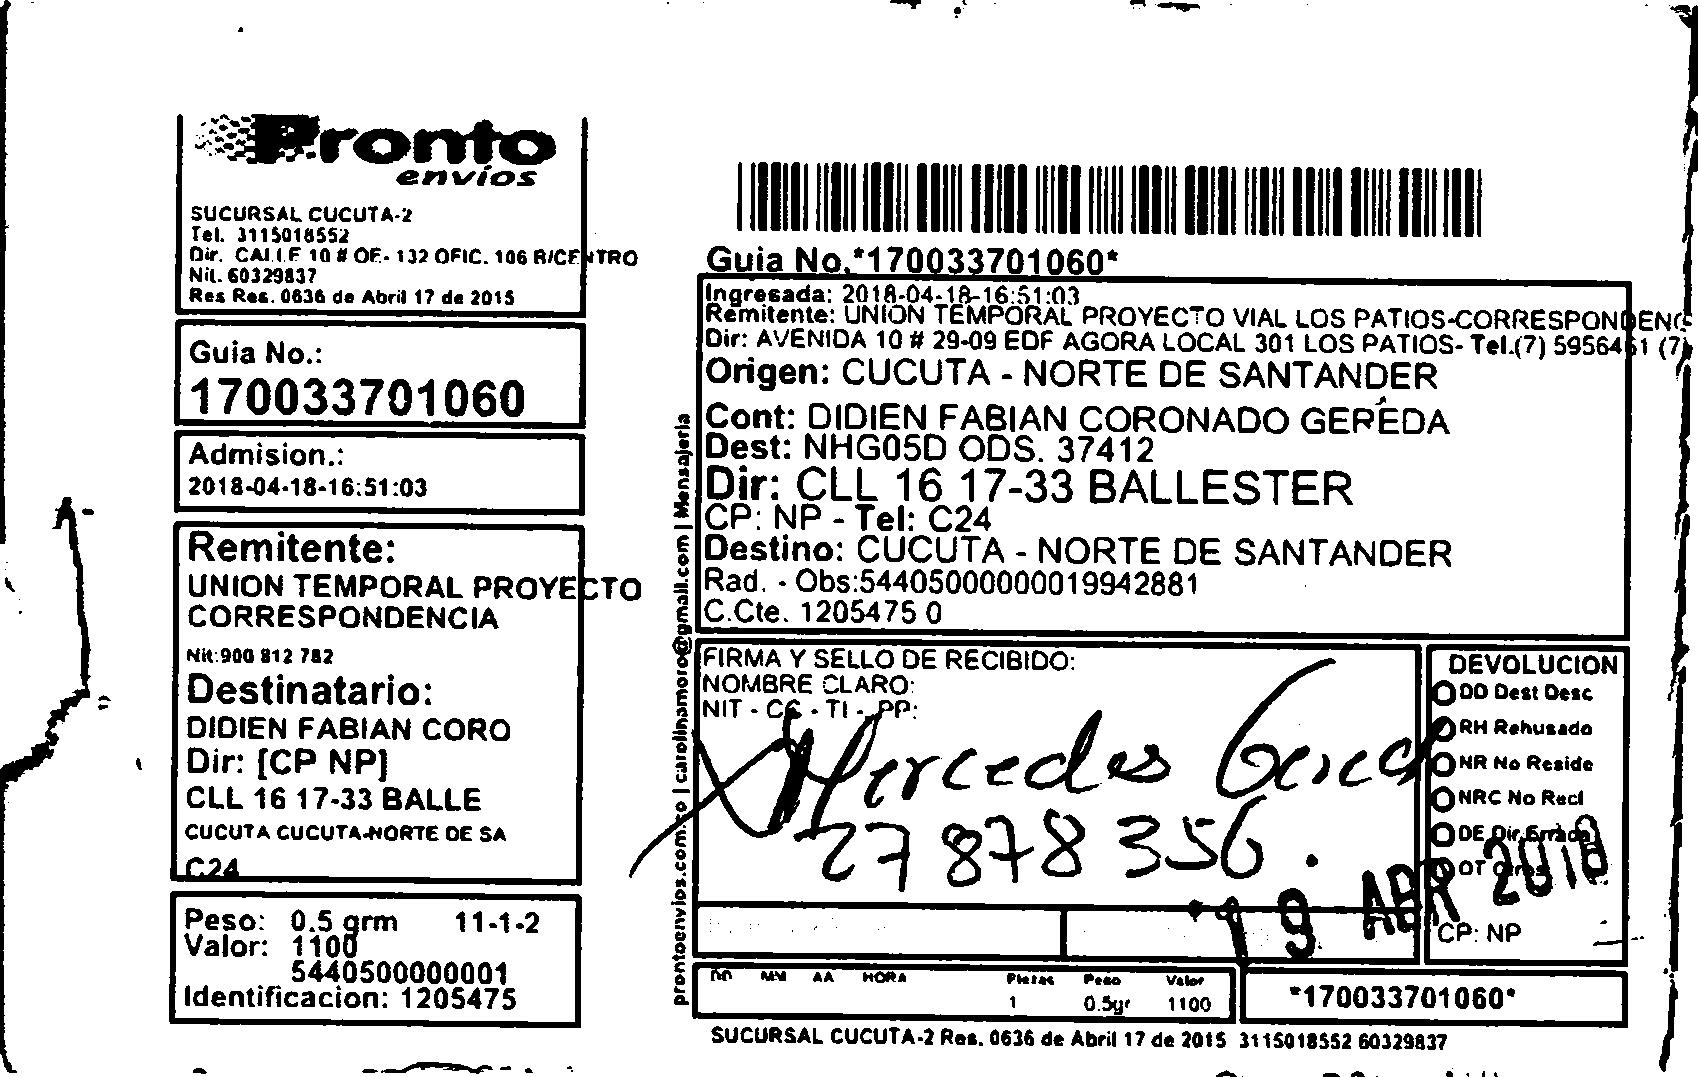 Pronto
envíos
SUCURSAL CUCUTA-2
Tel. 3115018552
Dir. CALLE 10 # OE- 132 OFIC. 106 B/CENTRO
Nit. 60329837
Res Res. 0636 de Abril 17 de 2015
Guia No.:
170033701060
Admision.:
2018-04-18-16:51:03
Remitente:
UNION TEMPORAL PROYECTO
CORRESPONDENCIA
Nit:900 812 782
Destinatario:
DIDIEN FABIAN CORO
Dir: [CP NP]
CLL 16 17-33 BALLE
CUCUTA CUCUTA-NORTE DE SA
C24
Peso: 0.5 grm 11-1-2
Valor: 1100
5440500000001
Identificacion: 1205475
prontoenvios.com.co | carolinamoro@gmail.com | Mensajeria
Guia No.*170033701060*
Ingresada: 2018-04-18-16:51:03
Remitente: UNION TEMPORAL PROYECTO VIAL LOS PATIOS-CORRESPONDENC
Dir: AVENIDA 10 # 29-09 EDF AGORA LOCAL 301 LOS PATIOS- Tel.(7) 5956461 (7)
Origen: CUCUTA - NORTE DE SANTANDER
Cont: DIDIEN FABIAN CORONADO GEREDA
Dest: NHG05D ODS. 37412
Dir: CLL 16 17-33 BALLESTER
CP: NP - Tel: C24
Destino: CUCUTA - NORTE DE SANTANDER
Rad. - Obs:54405000000019942881
C.Cte. 1205475 0
FIRMA Y SELLO DE RECIBIDO:
NOMBRE CLARO:
NIT - CC - TI - PP:
Mercedes
27878356.
19 ABR 2018
DEVOLUCION
DD Dest Desc
RH Rehusado
NR No Reside
NRC No Recl
DE Dir Errada
OT Otros
CP: NP
DD MM AA HORA Piezas Peso Valor
1 0.5gr 1100
*170033701060*
SUCURSAL CUCUTA-2 Res. 0636 de Abril 17 de 2015 3115018552 60329837